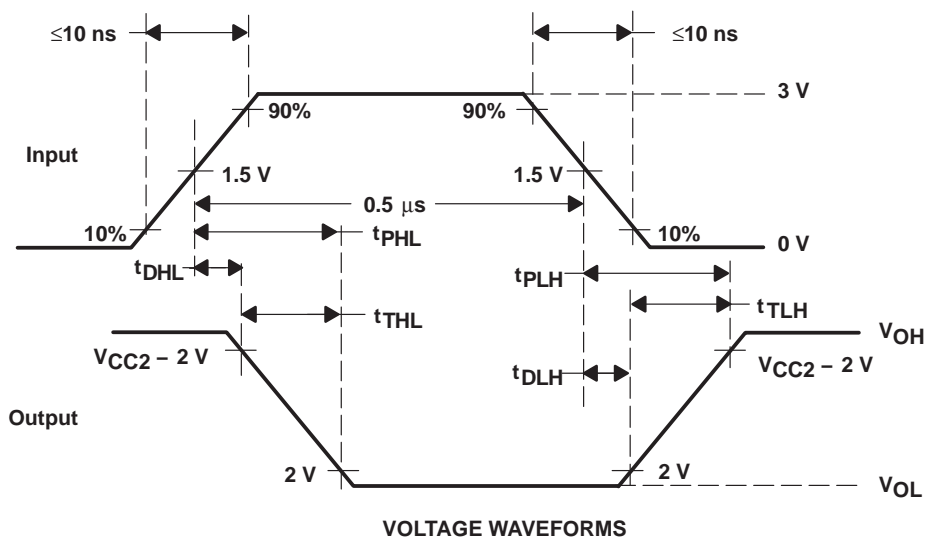 ≤10 ns
≤10 ns
3 V
90%
90%
Input
1.5 V
1.5 V
0.5 μs
10%
tPHL
10%
0 V
tDHL
tPLH
tTHL
tTLH
VOH
VCC2 − 2 V
VCC2 − 2 V
tDLH
Output
2 V
2 V
VOL
VOLTAGE WAVEFORMS